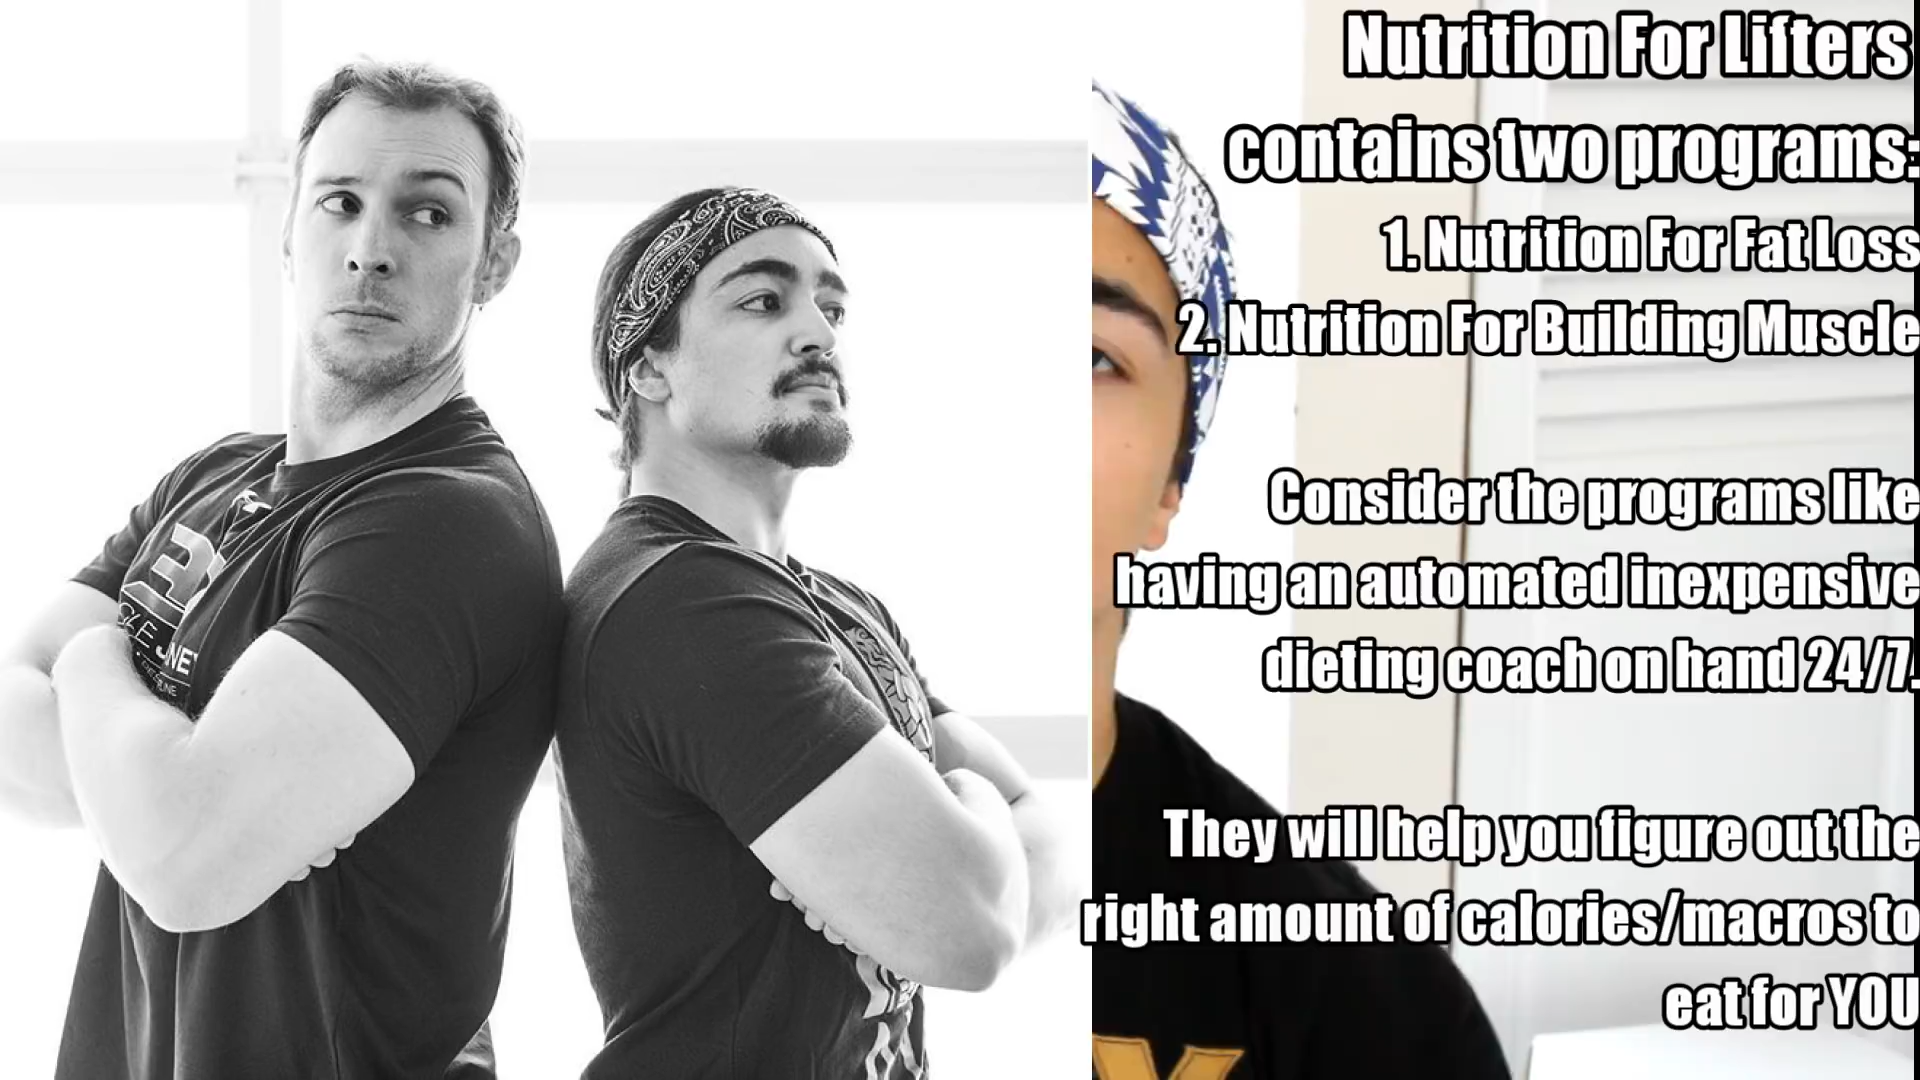 Nutrition For Lifters
contains two programs:
1. Nutrition For Fat Loss
2. Nutrition For Building Muscle
Consider the programs like
having an automated inexpensive
dieting coach on hand 24/7.
They will help you figure out the
right amount of calories/macros to
eat for YOU